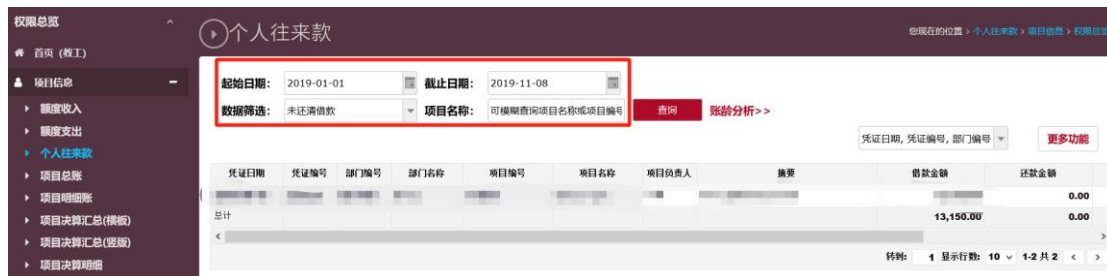 权限总览
首页 (教工)
项目信息
额度收入
额度支出
个人往来款
项目总账
项目明细账
项目决算汇总(横板)
项目决算汇总(竖版)
项目决算明细
个人往来款
您现在的位置 > 个人往来款 > 项目信息 > 权限总览
起始日期: 2019-01-01 截止日期: 2019-11-08
数据筛选: 未还清借款 项目名称: 可模糊查询项目名称或项目编号 查询 账龄分析>>
凭证日期, 凭证编号, 部门编号 更多功能
凭证日期 凭证编号 部门编号 部门名称 项目编号 项目名称 项目负责人 摘要 借款金额 还款金额
0.00
总计 13,150.00 0.00
转到: 1 显示行数: 10 1-2 共 2 < >